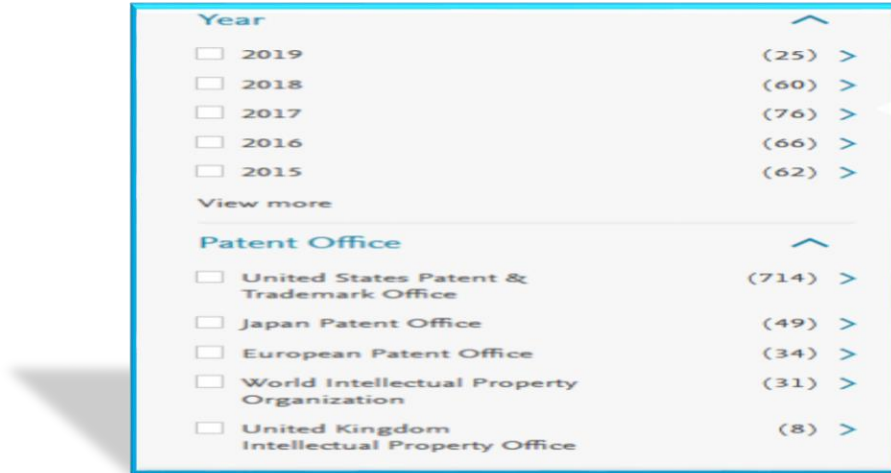 Year
2019 (25) >
2018 (60) >
2017 (76) >
2016 (66) >
2015 (62) >
View more
Patent Office
United States Patent & (714) >
Trademark Office
Japan Patent Office (49) >
European Patent Office (34) >
World Intellectual Property (31) >
Organization
United Kingdom (8) >
Intellectual Property Office